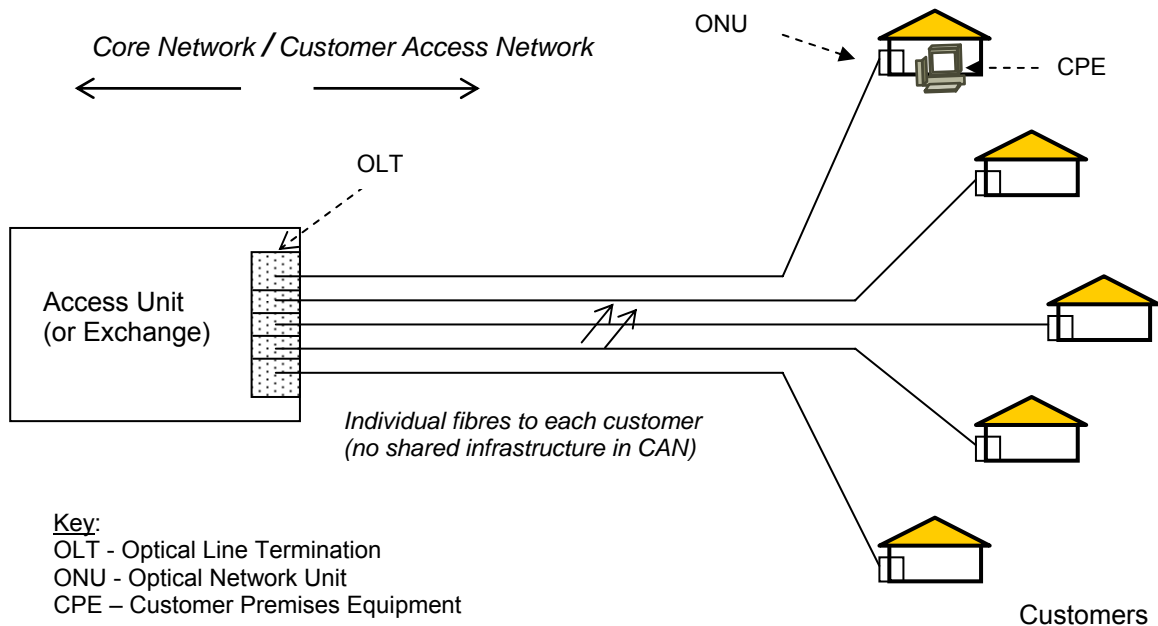 ONU
Core Network / Customer Access Network
CPE
OLT
Access Unit
(or Exchange)
Individual fibres to each customer
(no shared infrastructure in CAN)
Key:
OLT - Optical Line Termination
ONU - Optical Network Unit
CPE – Customer Premises Equipment
Customers